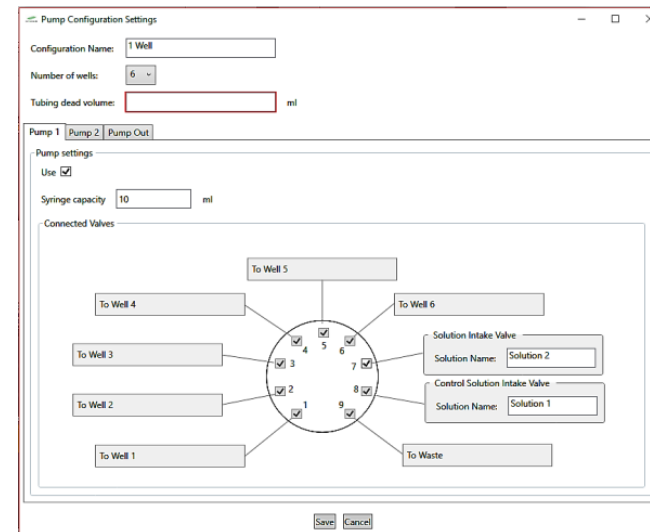 Pump Configuration Settings
Configuration Name: 1 Well
Number of wells: 6
Tubing dead volume: ml
Pump 1 Pump 2 Pump Out
Pump settings
Use
Syringe capacity 10 ml
Connected Valves
To Well 5
To Well 4 To Well 6
To Well 3
To Well 2
To Well 1
To Waste
1
2
3
4
5
6
7
8
9
Solution Intake Valve
Solution Name: Solution 2
Control Solution Intake Valve
Solution Name: Solution 1
Save Cancel